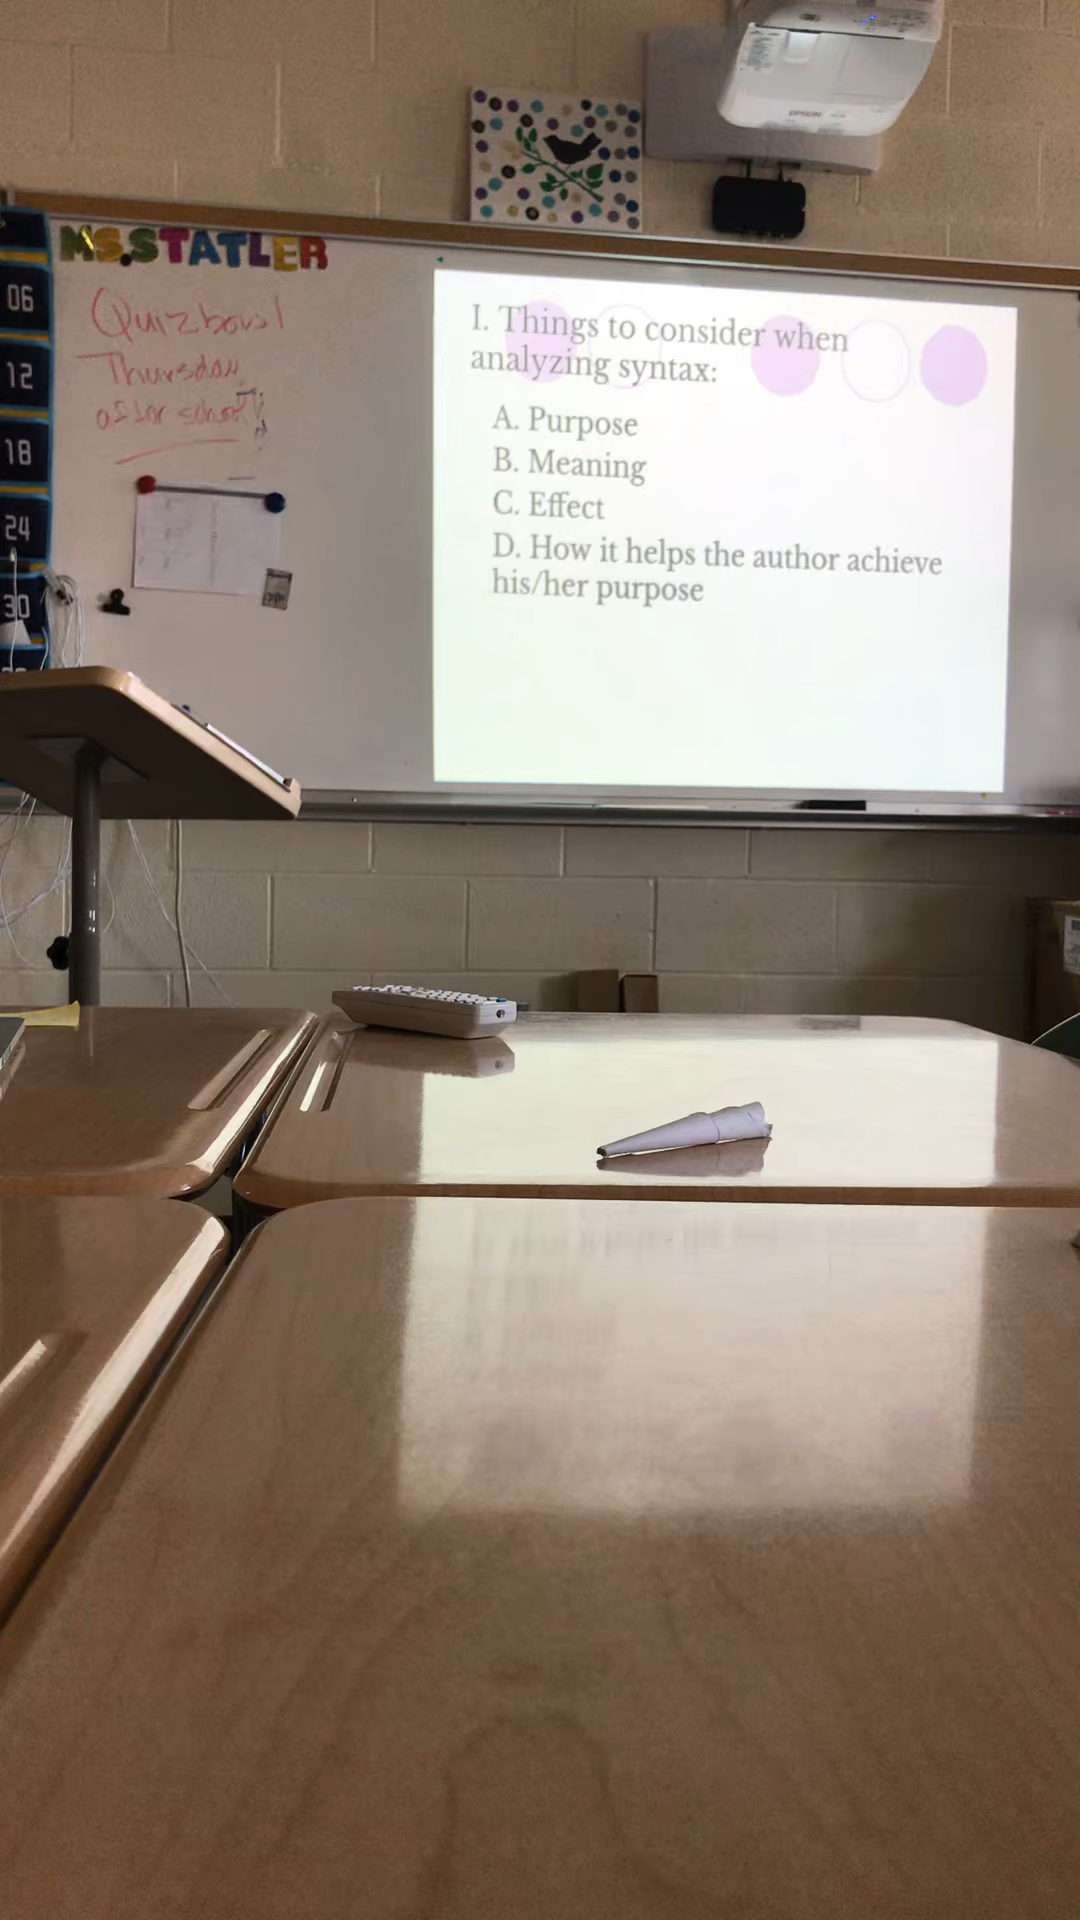 EPSON
MS.STATLER
06
12
18
24
30
Quizbowl
Thursday
after school!
I. Things to consider when
analyzing syntax:
A. Purpose
B. Meaning
C. Effect
D. How it helps the author achieve
his/her purpose